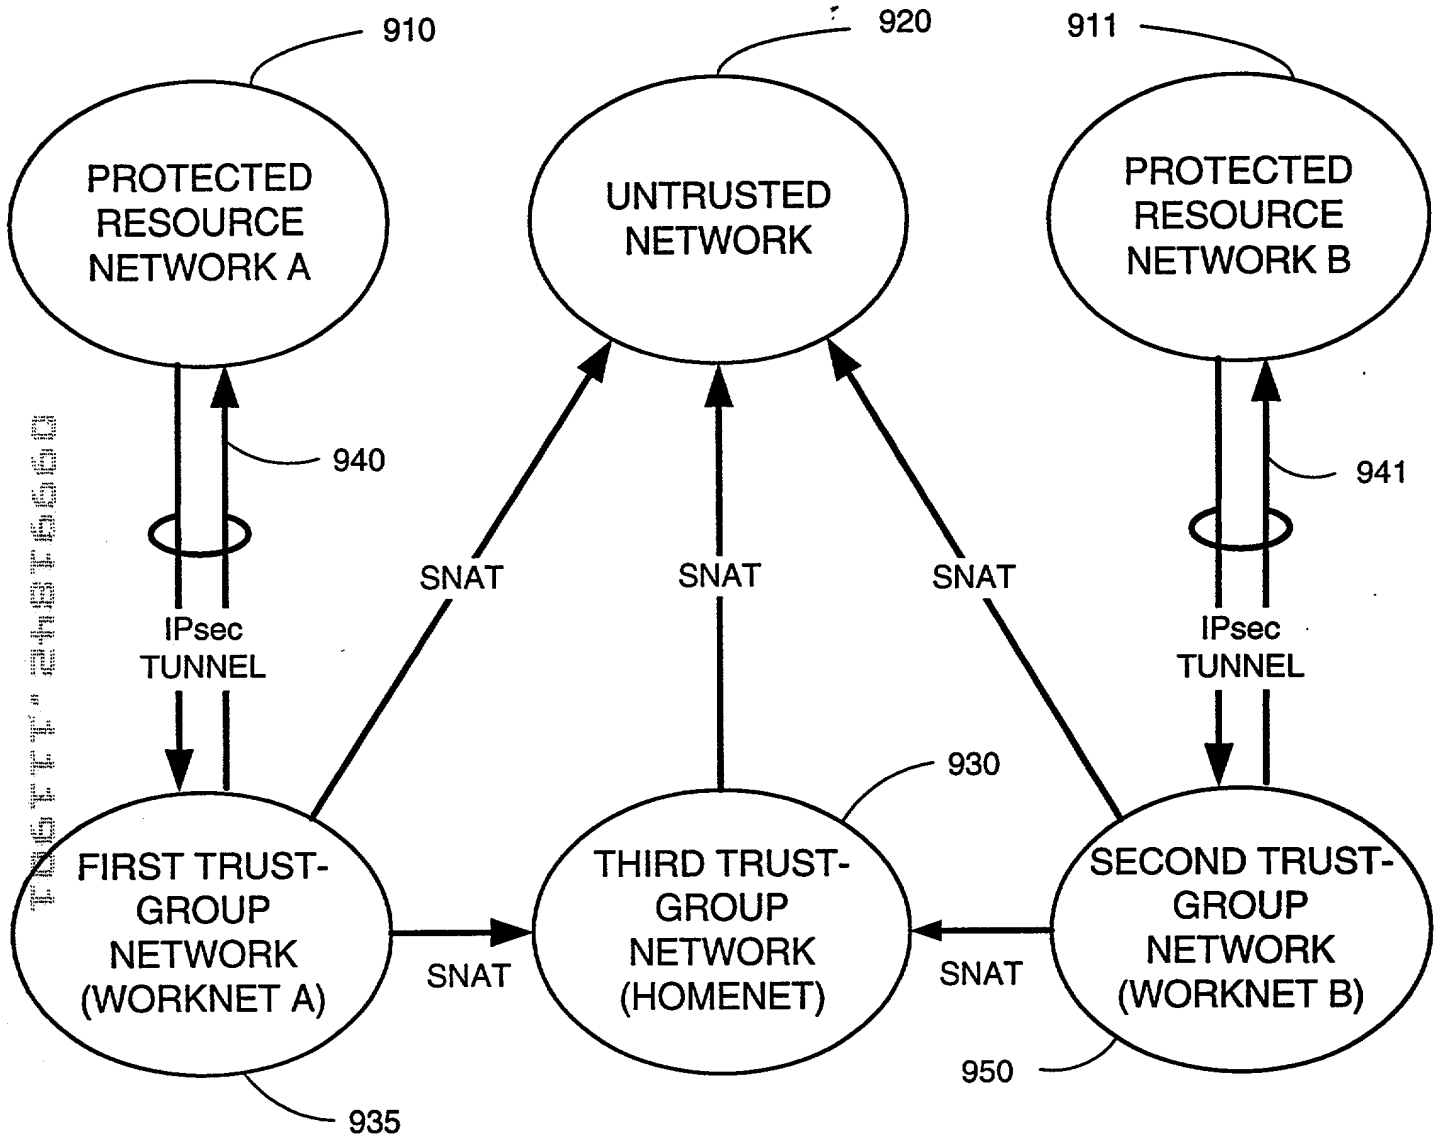 910
920
911
PROTECTED
RESOURCE
NETWORK A
UNTRUSTED
NETWORK
PROTECTED
RESOURCE
NETWORK B
940
941
SNAT
SNAT
SNAT
IPsec
TUNNEL
IPsec
TUNNEL
930
FIRST TRUST-
GROUP
NETWORK
(WORKNET A)
THIRD TRUST-
GROUP
NETWORK
(HOMENET)
SECOND TRUST-
GROUP
NETWORK
(WORKNET B)
SNAT
SNAT
950
935